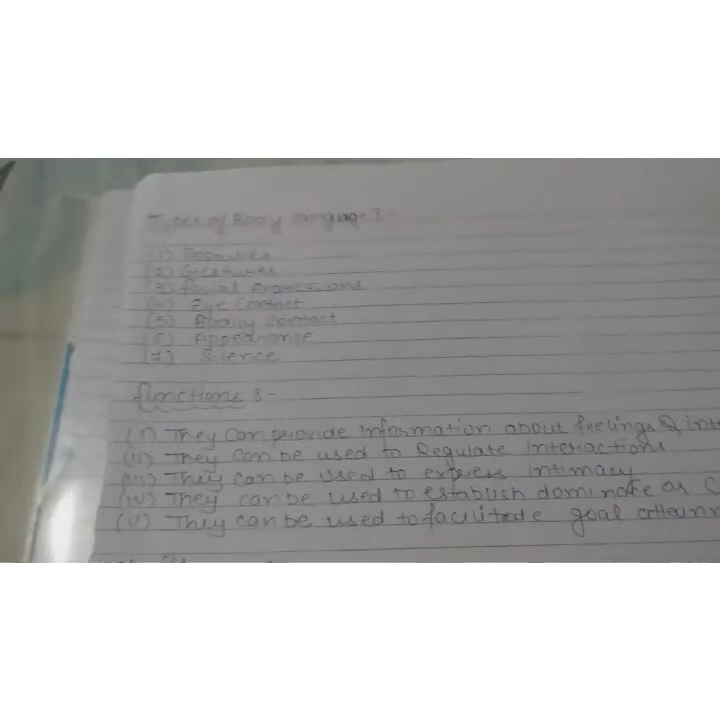 Types of Body language :-
(1) Postures
(2) Gestures
(3) Facial Expressions
(4) Eye Contact
(5) Bodily Contact
(6) Appearance
(7) Silence
functions :-
(i) They can provide information about feelings &
(ii) They can be used to Regulate interactions
(iii) They can be used to express intimacy
(iv) They can be used to establish dominate or C
(v) They can be used to facilitate goal